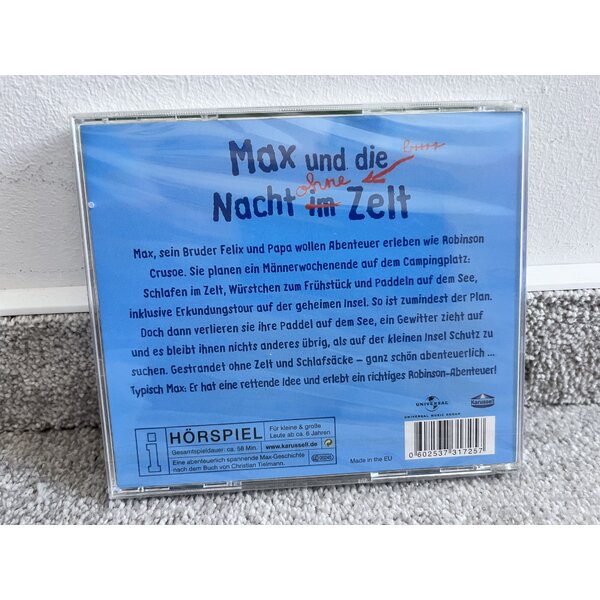 Max und die
ohne
Nacht im Zelt
Max, sein Bruder Felix und Papa wollen Abenteuer erleben wie Robinson
Crusoe. Sie planen ein Männerwochenende auf dem Campingplatz:
Schlafen im Zelt, Würstchen zum Frühstück und Paddeln auf dem See,
inklusive Erkundungstour auf der geheimen Insel. So ist zumindest der Plan.
Doch dann verlieren sie ihre Paddel auf dem See, ein Gewitter zieht auf
und es bleibt ihnen nichts anderes übrig, als auf der kleinen Insel Schutz zu
suchen. Gestrandet ohne Zelt und Schlafsäcke – ganz schön abenteuerlich ...
Typisch Max: Er hat eine rettende Idee und erlebt ein richtiges Robinson-Abenteuer!
UNIVERSAL
UNIVERSAL MUSIC GROUP
Karussell
i
HÖRSPIEL
Für kleine & große
Leute ab ca. 6 Jahren
Gesamtspieldauer: ca. 58 Min.
www.karussell.de
Eine abenteuerlich spannende Max-Geschichte
nach dem Buch von Christian Tielmann.
Made in the EU
0 602537 317257